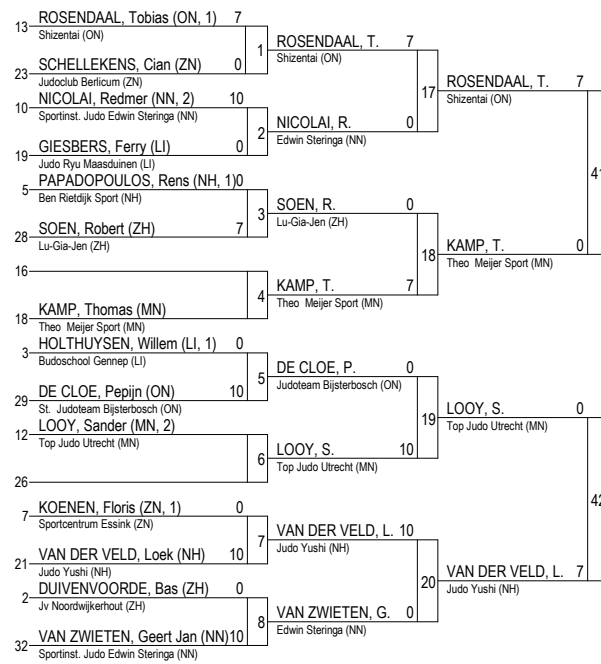 13 ROSENDAAL, Tobias (ON, 1) 7
Shizentai (ON)
1
23 SCHELLEKENS, Cian (ZN) 0
Judoclub Berlicum (ZN)
ROSENDAAL, T. 7
Shizentai (ON)
10 NICOLAI, Redmer (NN, 2) 10
Sportinst. Judo Edwin Steringa (NN)
2
19 GIESBERS, Ferry (LI) 0
Judo Ryu Maasduinen (LI)
NICOLAI, R. 0
Edwin Steringa (NN)
17
ROSENDAAL, T. 7
Shizentai (ON)
5 PAPADOPOULOS, Rens (NH, 1)0
Ben Rietdijk Sport (NH)
3
28 SOEN, Robert (ZH) 7
Lu-Gia-Jen (ZH)
SOEN, R. 0
Lu-Gia-Jen (ZH)
16
4
18 KAMP, Thomas (MN)
Theo Meijer Sport (MN)
KAMP, T. 7
Theo Meijer Sport (MN)
18
KAMP, T. 0
Theo Meijer Sport (MN)
41
3 HOLTHUYSEN, Willem (LI, 1) 0
Budoschool Gennep (LI)
5
29 DE CLOE, Pepijn (ON) 10
St. Judoteam Bijsterbosch (ON)
DE CLOE, P. 0
Judoteam Bijsterbosch (ON)
12 LOOY, Sander (MN, 2)
Top Judo Utrecht (MN)
6
26
LOOY, S. 10
Top Judo Utrecht (MN)
19
LOOY, S. 0
Top Judo Utrecht (MN)
7 KOENEN, Floris (ZN, 1) 0
Sportcentrum Essink (ZN)
7
21 VAN DER VELD, Loek (NH) 10
Judo Yushi (NH)
VAN DER VELD, L. 10
Judo Yushi (NH)
2 DUIVENVOORDE, Bas (ZH) 0
Jv Noordwijkerhout (ZH)
8
32 VAN ZWIETEN, Geert Jan (NN)10
Sportinst. Judo Edwin Steringa (NN)
VAN ZWIETEN, G. 0
Edwin Steringa (NN)
20
VAN DER VELD, L. 7
Judo Yushi (NH)
42